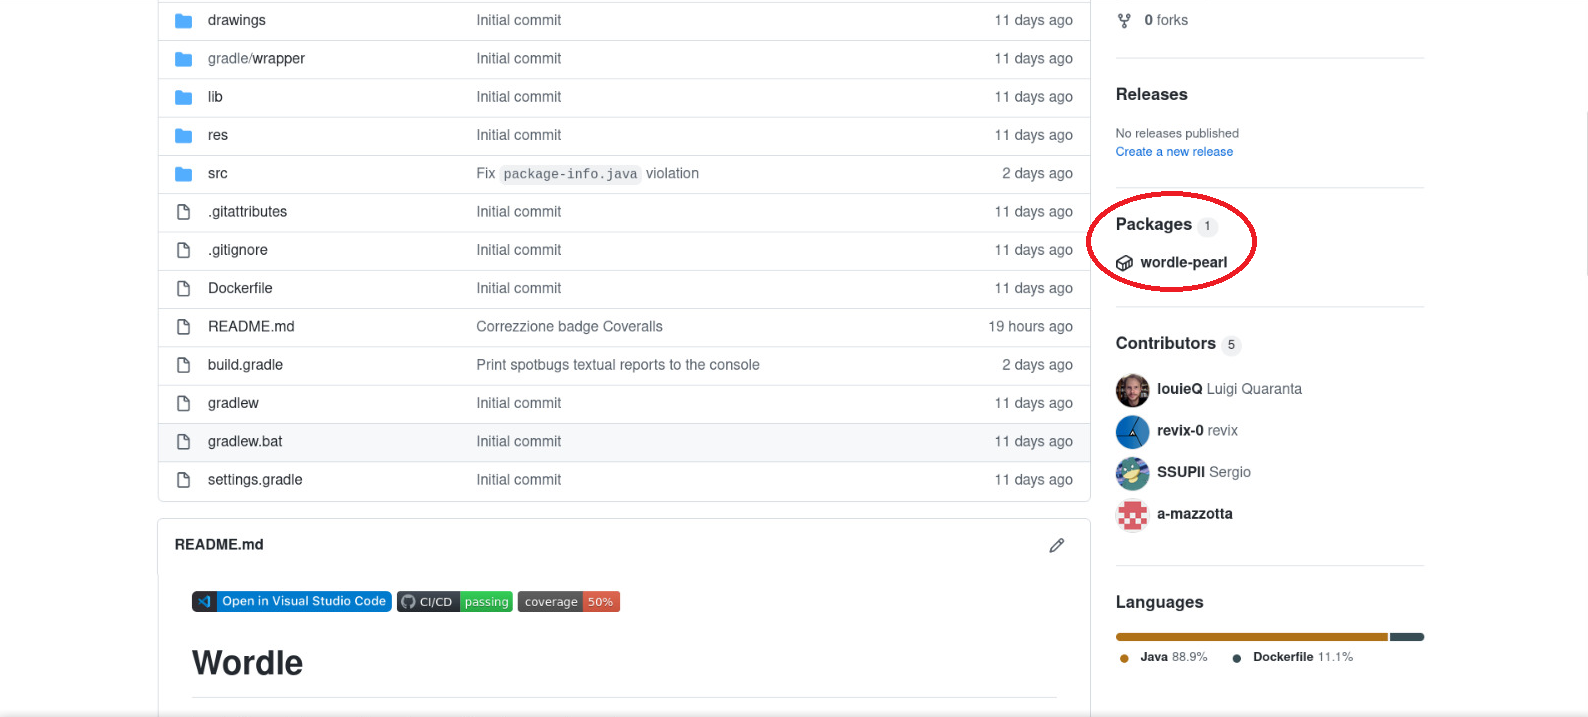 drawings Initial commit 11 days ago
gradle/wrapper Initial commit 11 days ago
lib Initial commit 11 days ago
res Initial commit 11 days ago
src Fix package-info.java violation 2 days ago
.gitattributes Initial commit 11 days ago
.gitignore Initial commit 11 days ago
Dockerfile Initial commit 11 days ago
README.md Correzzione badge Coveralls 19 hours ago
build.gradle Print spotbugs textual reports to the console 2 days ago
gradlew Initial commit 11 days ago
gradlew.bat Initial commit 11 days ago
settings.gradle Initial commit 11 days ago
README.md
Open in Visual Studio Code CI/CD passing coverage 50%
Wordle
0 forks
Releases
No releases published
Create a new release
Packages 1
wordle-pearl
Contributors 5
louieQ Luigi Quaranta
revix-0 revix
SSUPII Sergio
a-mazzotta
Languages
Java 88.9% Dockerfile 11.1%